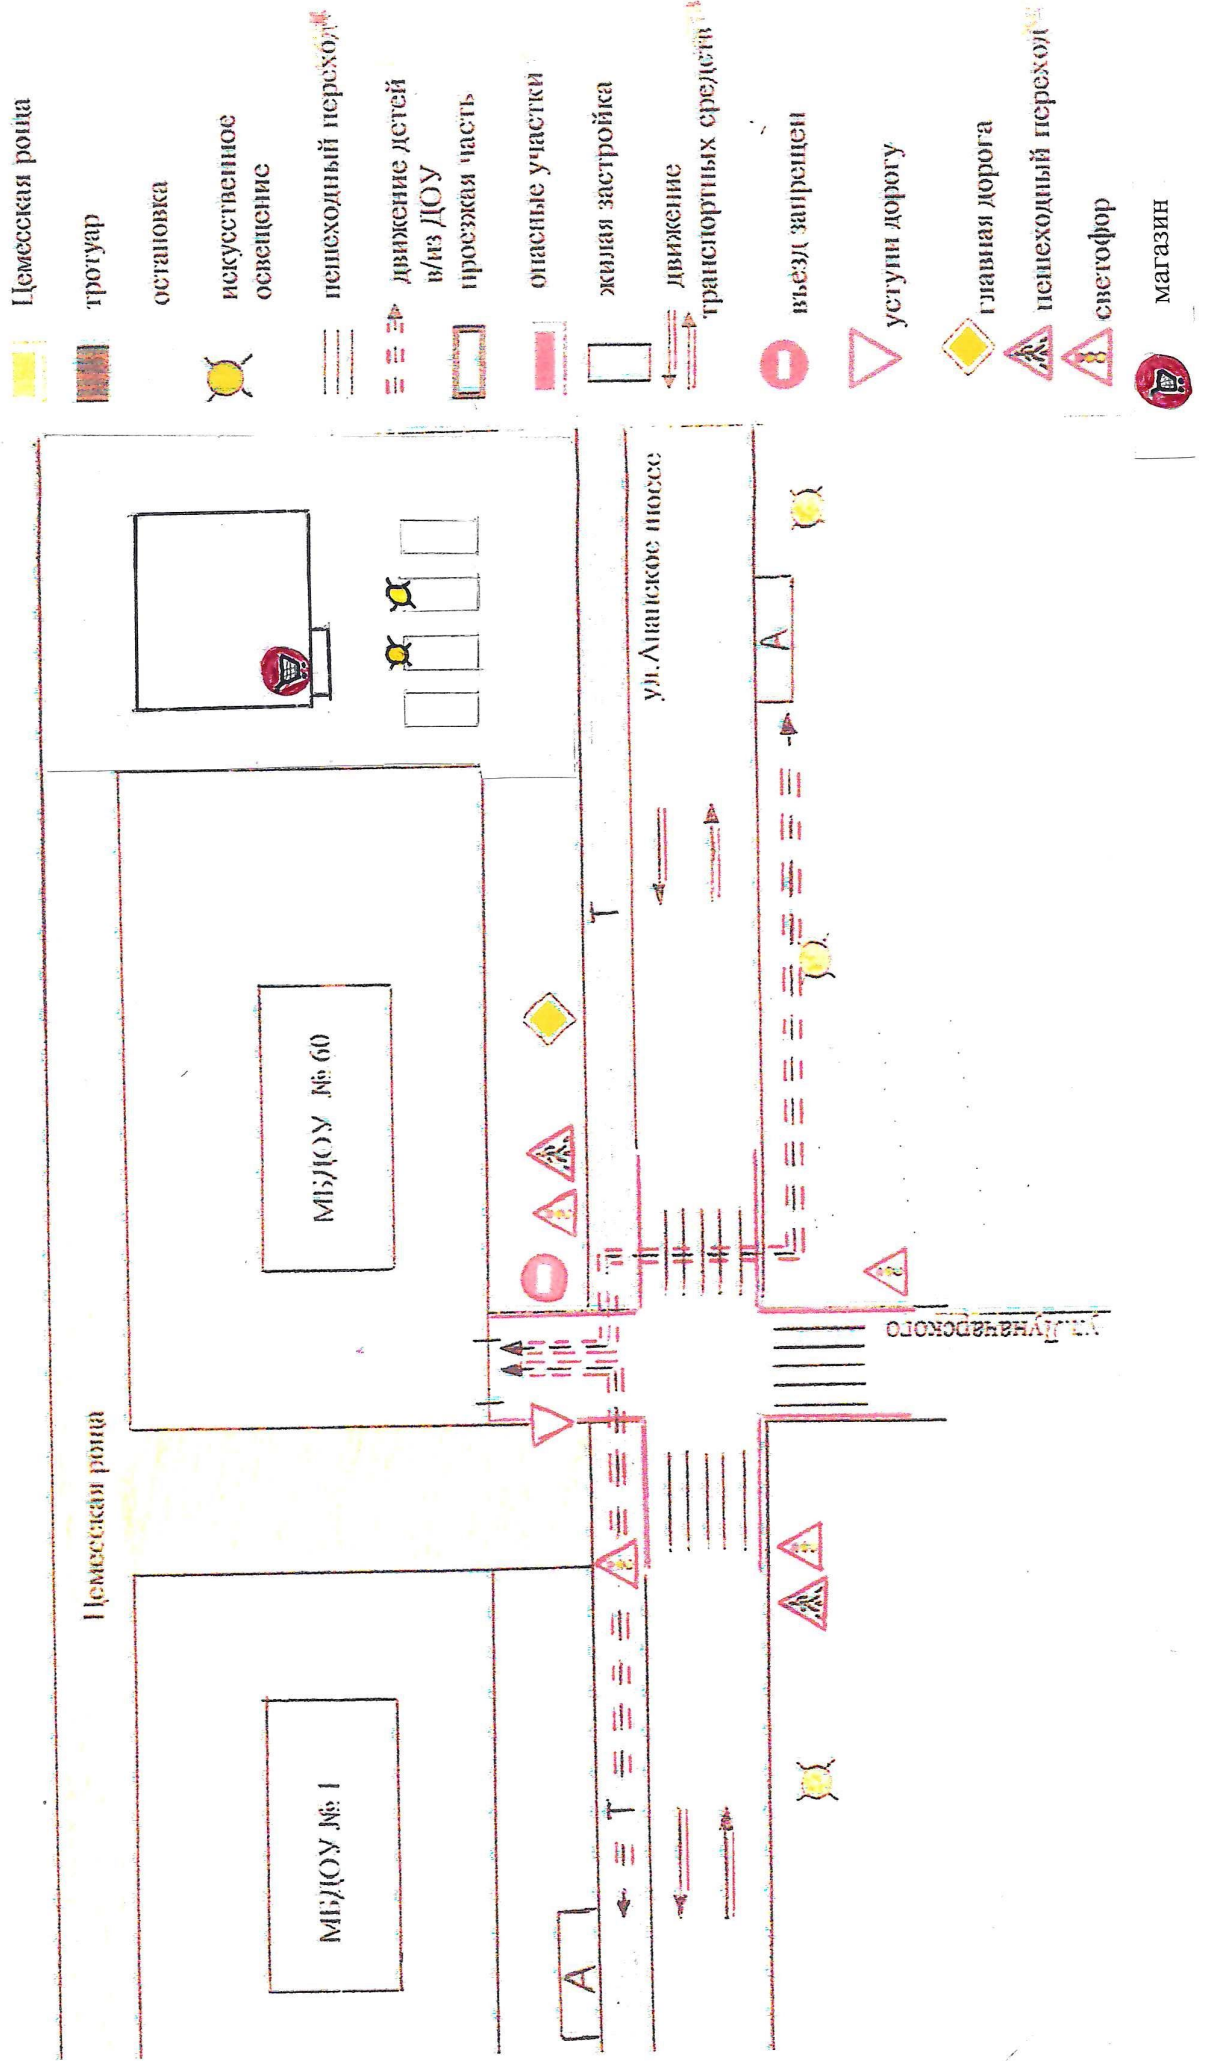 Цемесская роща
МБДОУ № 1
МБДОУ № 60
А
Т
Т
ул. Анапское шоссе
А
ул. Луначарского
Цемесская роща
тротуар
остановка
искусственное
освещение
пешеходный переход
движение детей
в/из ДОУ
проезжая часть
опасные участки
жилая застройка
движение
транспортных средств
въезд запрещен
уступи дорогу
главная дорога
пешеходный переход
светофор
магазин